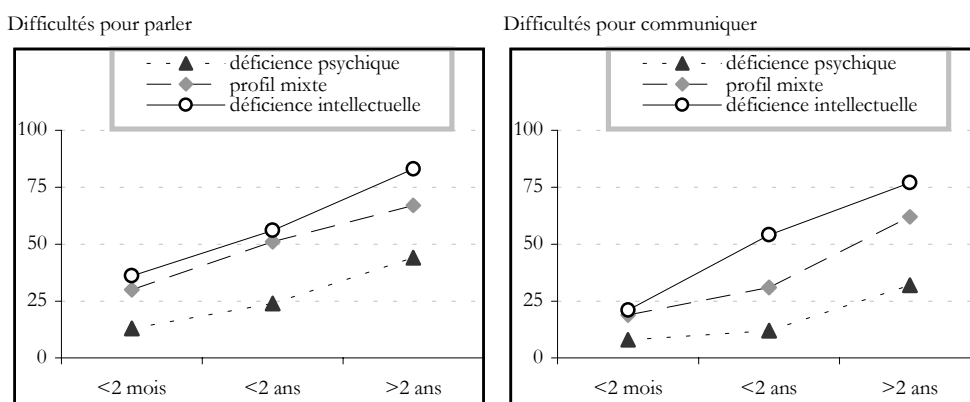 Difficultés pour parler
déficience psychique
profil mixte
déficience intellectuelle
100
75
50
25
0
<2 mois <2 ans >2 ans
Difficultés pour communiquer
déficience psychique
profil mixte
déficience intellectuelle
100
75
50
25
0
<2 mois <2 ans >2 ans